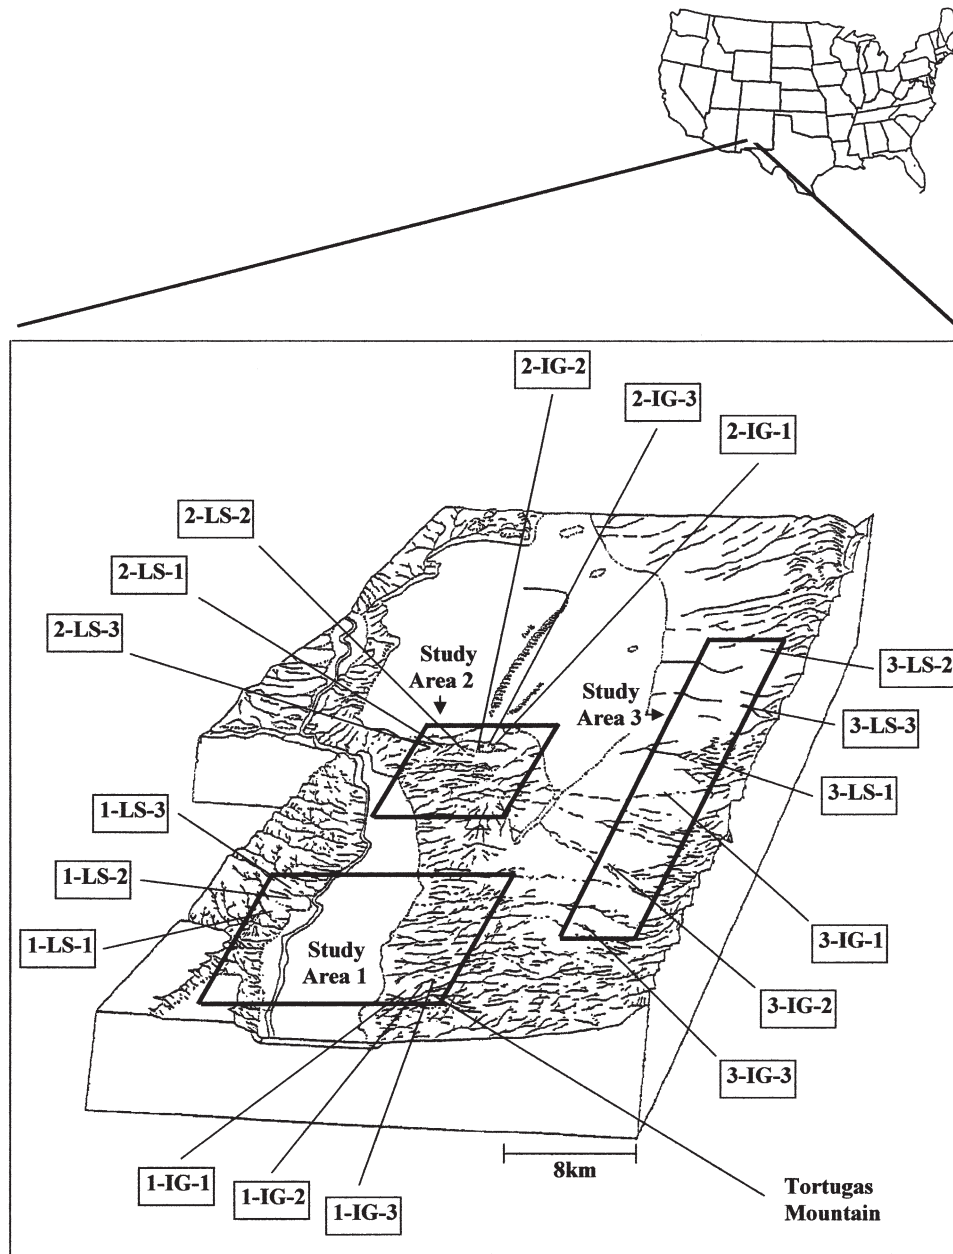 2-IG-2
2-IG-3
2-IG-1
2-LS-2
2-LS-1
2-LS-3
Study
Area 2
Study
Area 3
3-LS-2
3-LS-3
3-LS-1
1-LS-3
1-LS-2
1-LS-1
Study
Area 1
3-IG-1
3-IG-2
3-IG-3
8km
1-IG-1
1-IG-2
1-IG-3
Tortugas
Mountain